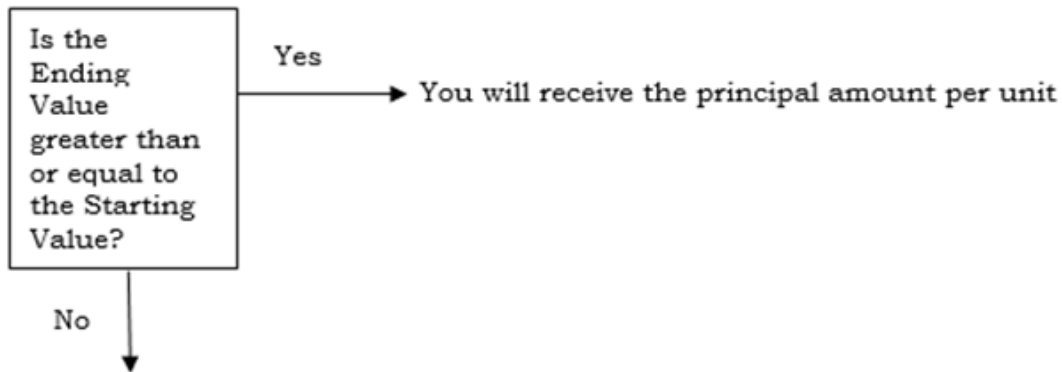 Is the
Ending
Value
greater than
or equal to
the Starting
Value?
Yes
You will receive the principal amount per unit
No